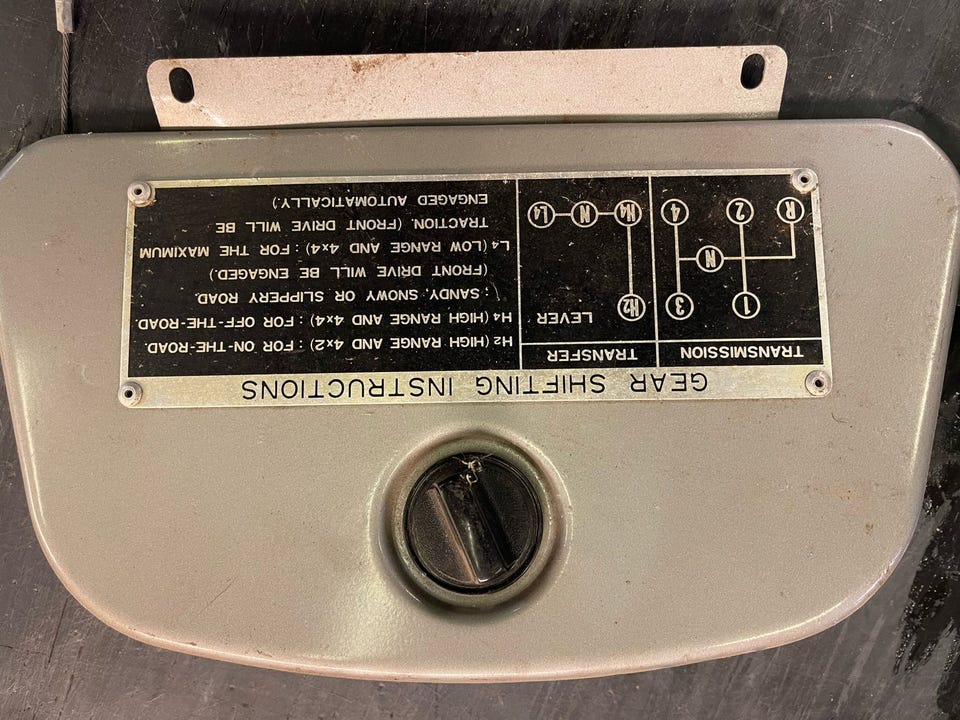 GEAR SHIFTING INSTRUCTIONS
TRANSMISSION
1 3
N
R 2 4
TRANSFER
LEVER
H2
H4 N L4
H2 (HIGH RANGE AND 4x2) : FOR ON-THE-ROAD.
H4 (HIGH RANGE AND 4x4) : FOR OFF-THE-ROAD.
; SANDY, SNOWY OR SLIPPERY ROAD.
(FRONT DRIVE WILL BE ENGAGED.)
L4 (LOW RANGE AND 4x4) : FOR THE MAXIMUM
TRACTION. (FRONT DRIVE WILL BE
ENGAGED AUTOMATICALLY.)